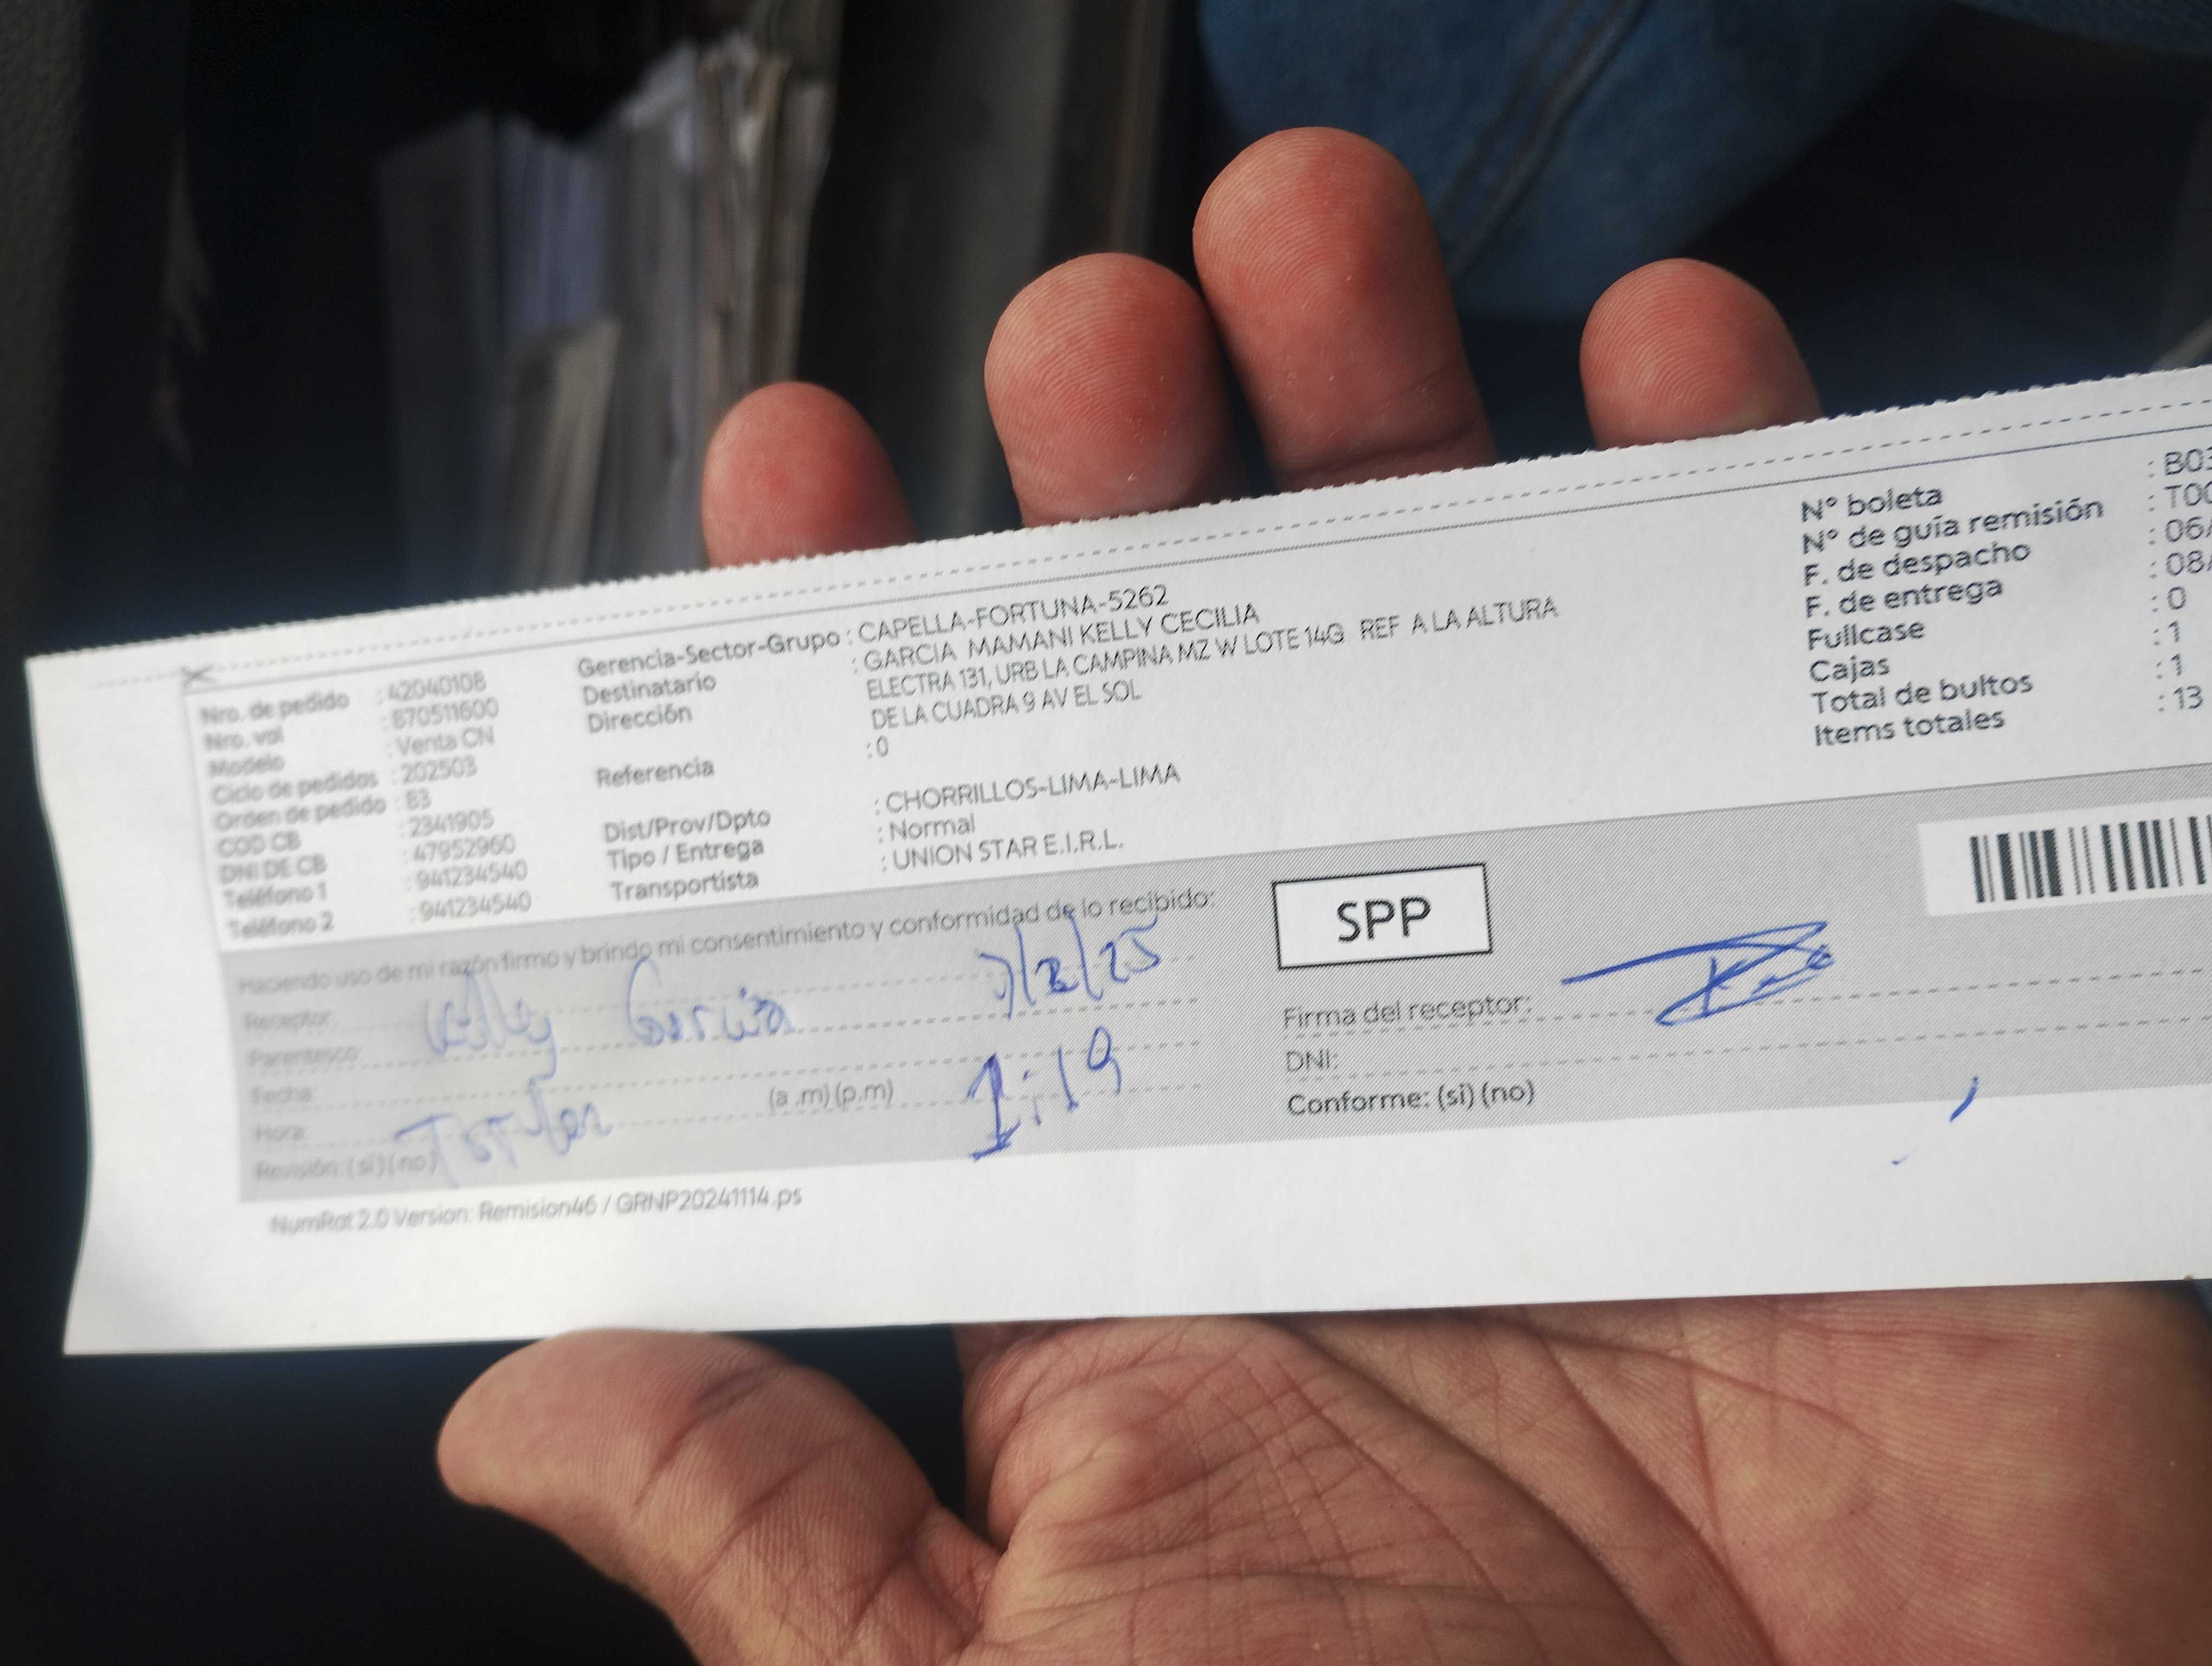 Nro. de pedido : 42040108
Nro. vol : 870511600
Modelo : Venta CN
Ciclo de pedidos : 202503
Orden de pedido : 83
COD CB : 2341905
DNI DE CB : 47952960
Teléfono 1 : 941234540
Teléfono 2 : 941234540
Gerencia-Sector-Grupo : CAPELLA-FORTUNA-5262
Destinatario : GARCIA MAMANI KELLY CECILIA
Dirección ELECTRA 131, URB LA CAMPINA MZ W LOTE 14G REF A LA ALTURA
DE LA CUADRA 9 AV EL SOL
Referencia : 0
Dist/Prov/Dpto : CHORRILLOS-LIMA-LIMA
Tipo / Entrega : Normal
Transportista : UNION STAR E.I.R.L.
N° boleta : B03
N° de guía remisión : T00
F. de despacho : 06/
F. de entrega : 08/
Fullcase : 0
Cajas : 1
Total de bultos : 1
Items totales : 13
Haciendo uso de mi razón firmo y brindo mi consentimiento y conformidad de lo recibido:
Receptor:
Parentesco: Kelly Garcia 7/2/25
Fecha:
Hora: (a .m) (p.m) 1:19
Revisión: (si) (no)
SPP
Firma del receptor:
DNI:
Conforme: (si) (no)
NumRot 2.0 Version: Remision46 / GRNP20241114.ps